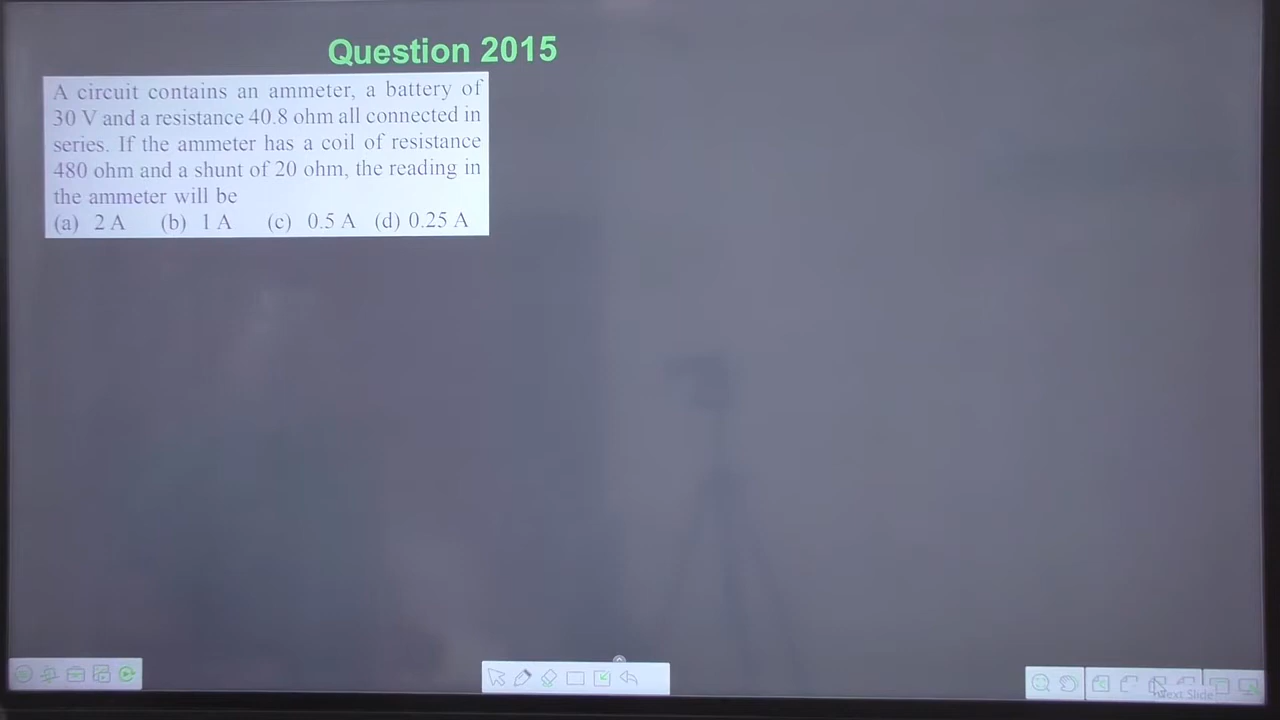 Question 2015
A circuit contains an ammeter, a battery of
30 V and a resistance 40.8 ohm all connected in
series. If the ammeter has a coil of resistance
480 ohm and a shunt of 20 ohm, the reading in
the ammeter will be
(a) 2 A (b) 1 A (c) 0.5 A (d) 0.25 A
Next Slide